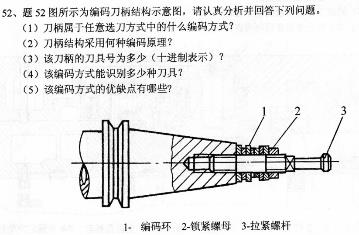 52、题 52 图所示为编码刀柄结构示意图，请认真分析并回答下列问题。
（1）刀柄属于任意选刀方式中的什么编码方式？
（2）刀柄结构采用何种编码原理？
（3）该刀柄的刀具号为多少（十进制表示）？
（4）该编码方式能识别多少种刀具？
（5）该编码方式的优缺点有哪些？
1 2 3
1- 编码环 2-锁紧螺母 3-拉紧螺杆